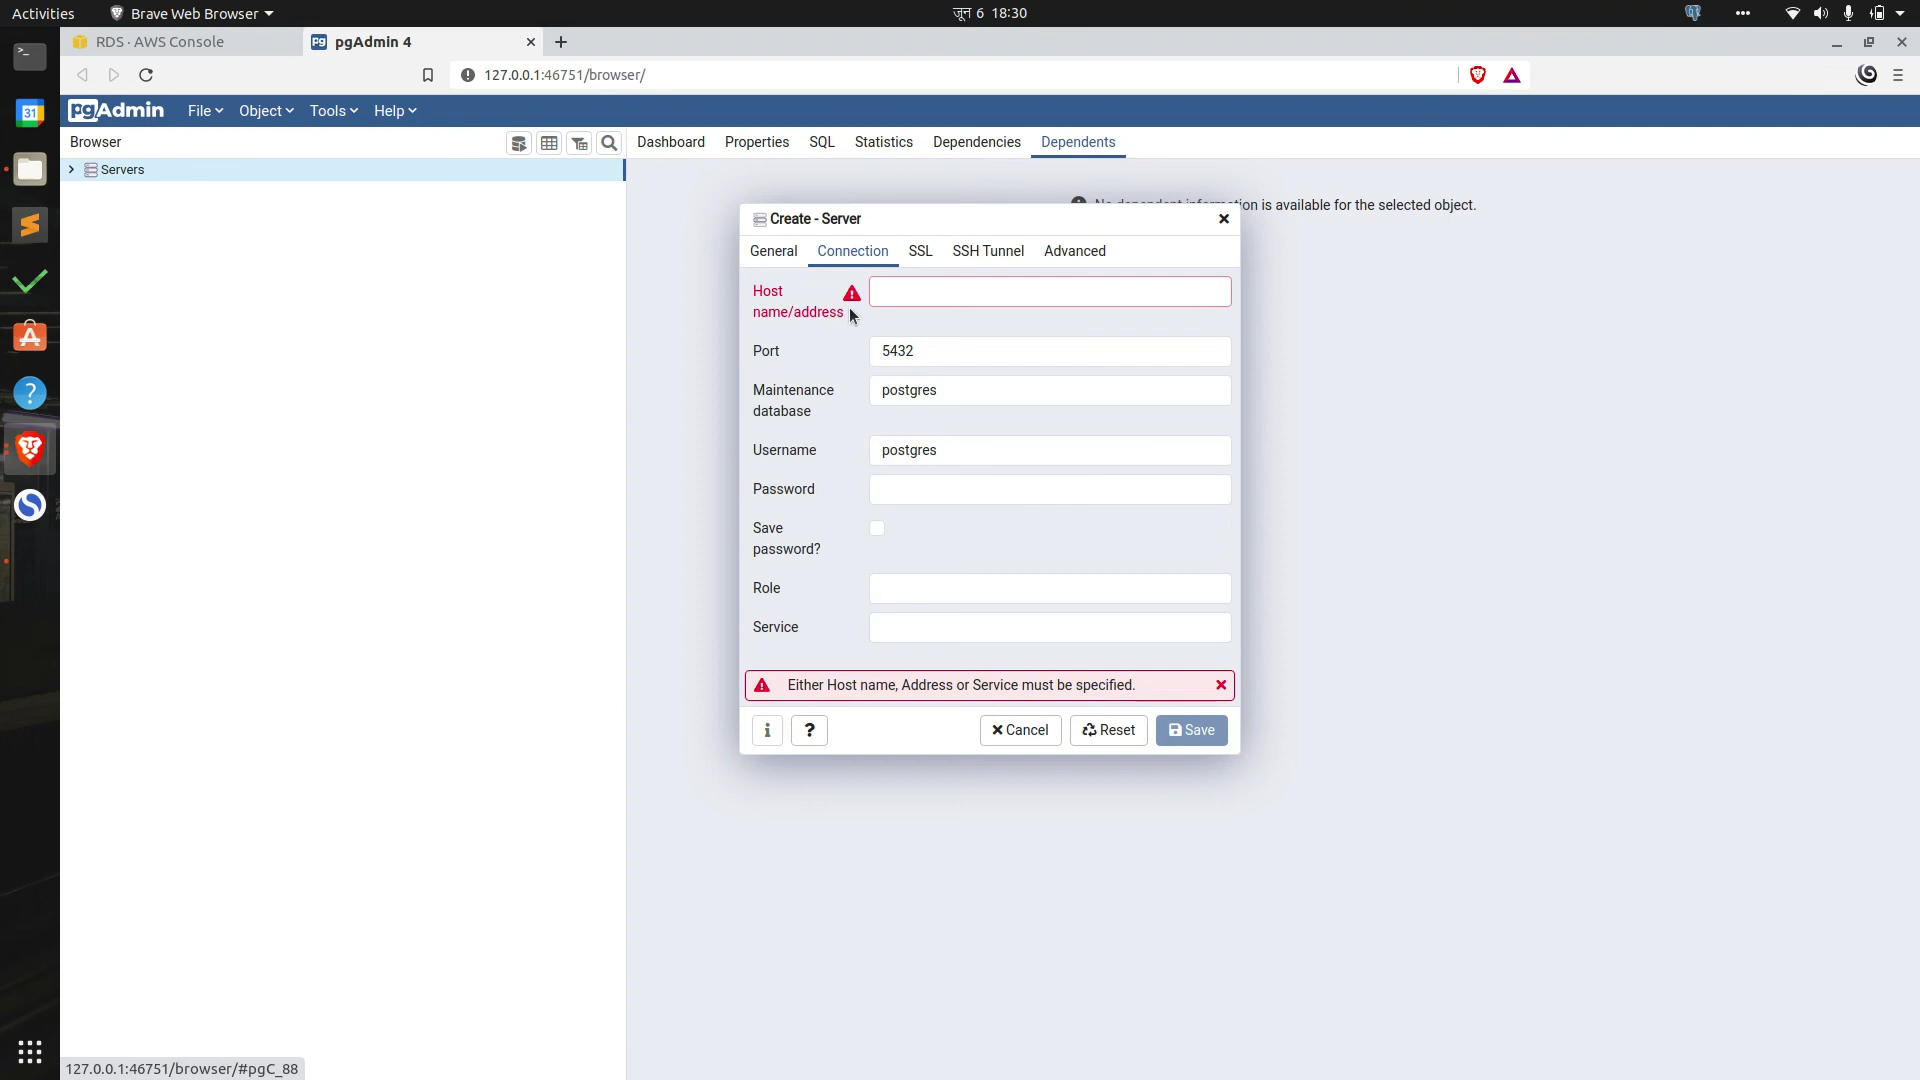 Activities
Brave Web Browser
जून 6 18:30
RDS · AWS Console
pgAdmin 4
127.0.0.1:46751/browser/
pgAdmin
File
Object
Tools
Help
Browser
Dashboard
Properties
SQL
Statistics
Dependencies
Dependents
Servers
is available for the selected object.
Create - Server
General
Connection
SSL
SSH Tunnel
Advanced
Host
name/address
Port
5432
Maintenance
database
postgres
Username
postgres
Password
Save
password?
Role
Service
Either Host name, Address or Service must be specified.
i
?
Cancel
Reset
Save
127.0.0.1:46751/browser/#pgC_88
31